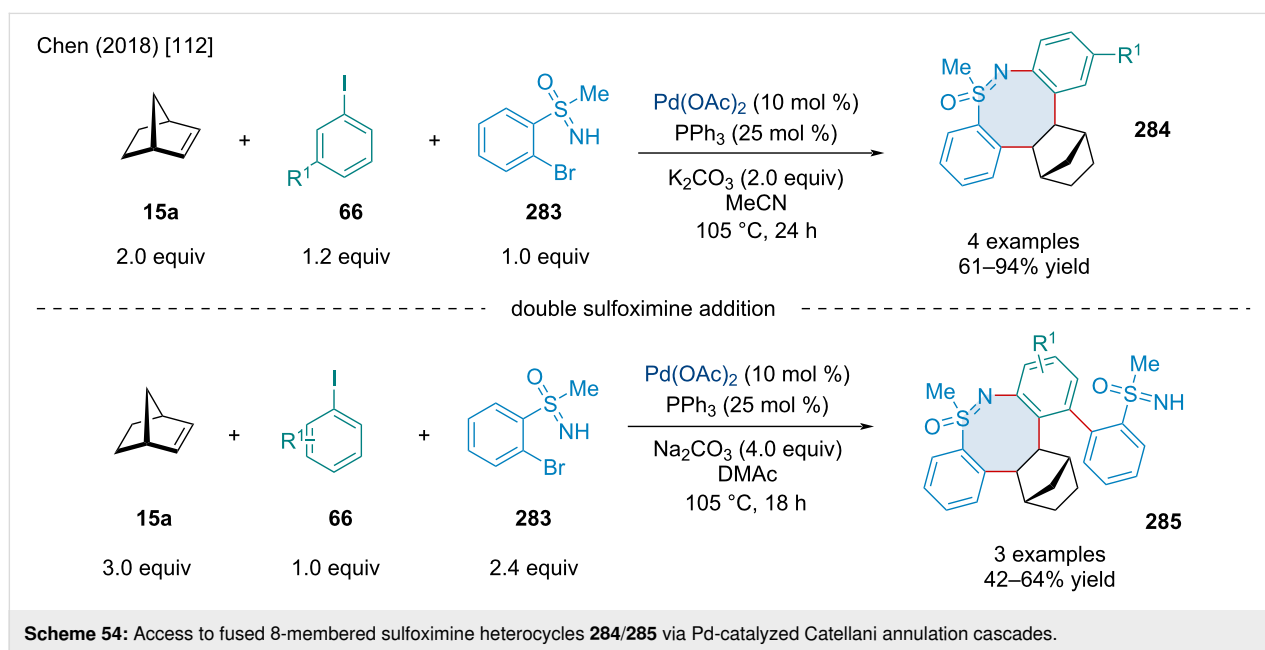 Chen (2018) [112]
I
R¹
+
+
O
S
Me
NH
Br
Pd(OAc)₂ (10 mol %)
PPh₃ (25 mol %)
K₂CO₃ (2.0 equiv)
MeCN
105 °C, 24 h
Me
N
O
S
R¹
284
15a
66
283
2.0 equiv
1.2 equiv
1.0 equiv
4 examples
61–94% yield
double sulfoximine addition
I
R¹
+
+
O
S
Me
NH
Br
Pd(OAc)₂ (10 mol %)
PPh₃ (25 mol %)
Na₂CO₃ (4.0 equiv)
DMAc
105 °C, 18 h
R¹
Me
N
O
S
Me
O
S
NH
285
15a
66
283
3.0 equiv
1.0 equiv
2.4 equiv
3 examples
42–64% yield
Scheme 54: Access to fused 8-membered sulfoximine heterocycles 284/285 via Pd-catalyzed Catellani annulation cascades.